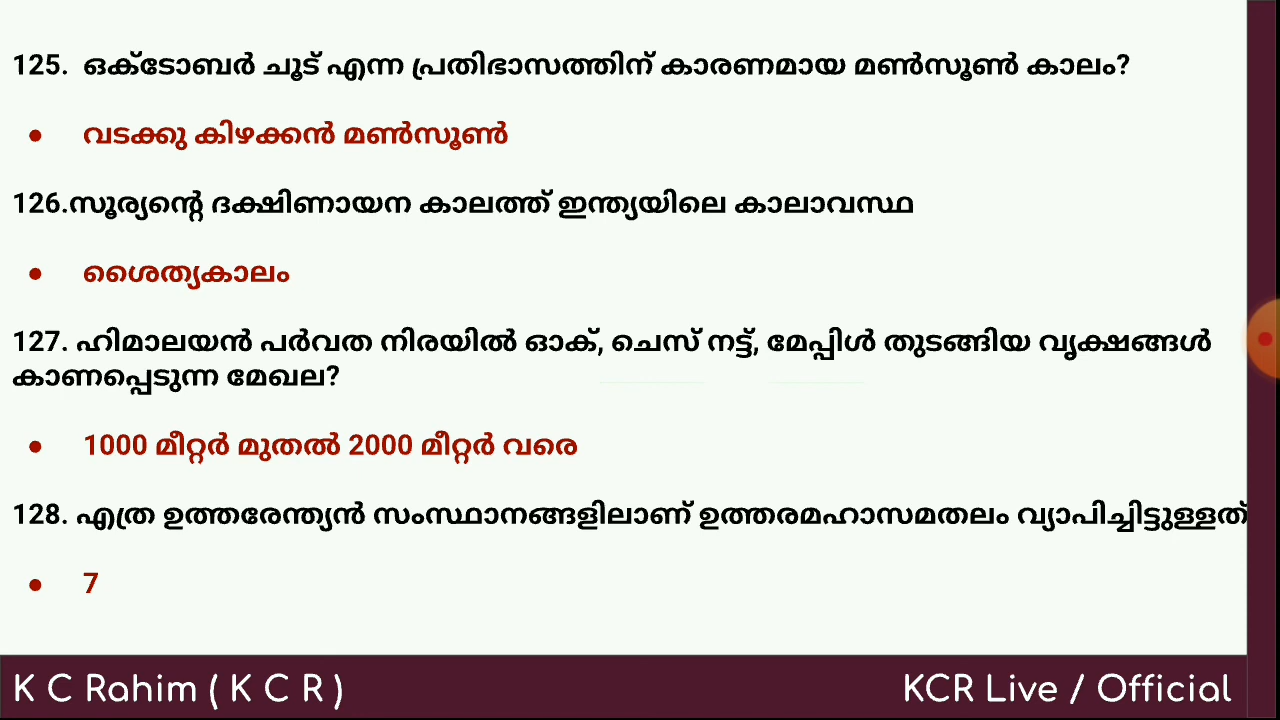 125. ഒക്ടോബർ ചൂട് എന്ന പ്രതിഭാസത്തിന് കാരണമായ മൺസൂൺ കാലം?
● വടക്കു കിഴക്കൻ മൺസൂൺ
126.സൂര്യന്റെ ദക്ഷിണായന കാലത്ത് ഇന്ത്യയിലെ കാലാവസ്ഥ
● ശൈത്യകാലം
127. ഹിമാലയൻ പർവത നിരയിൽ ഓക്, ചെസ് നട്ട്, മേപ്പിൾ തുടങ്ങിയ വൃക്ഷങ്ങൾ
കാണപ്പെടുന്ന മേഖല?
● 1000 മീറ്റർ മുതൽ 2000 മീറ്റർ വരെ
128. എത്ര ഉത്തരേന്ത്യൻ സംസ്ഥാനങ്ങളിലാണ് ഉത്തരമഹാസമതലം വ്യാപിച്ചിട്ടുള്ളത്
● 7
K C Rahim ( K C R )
KCR Live / Official